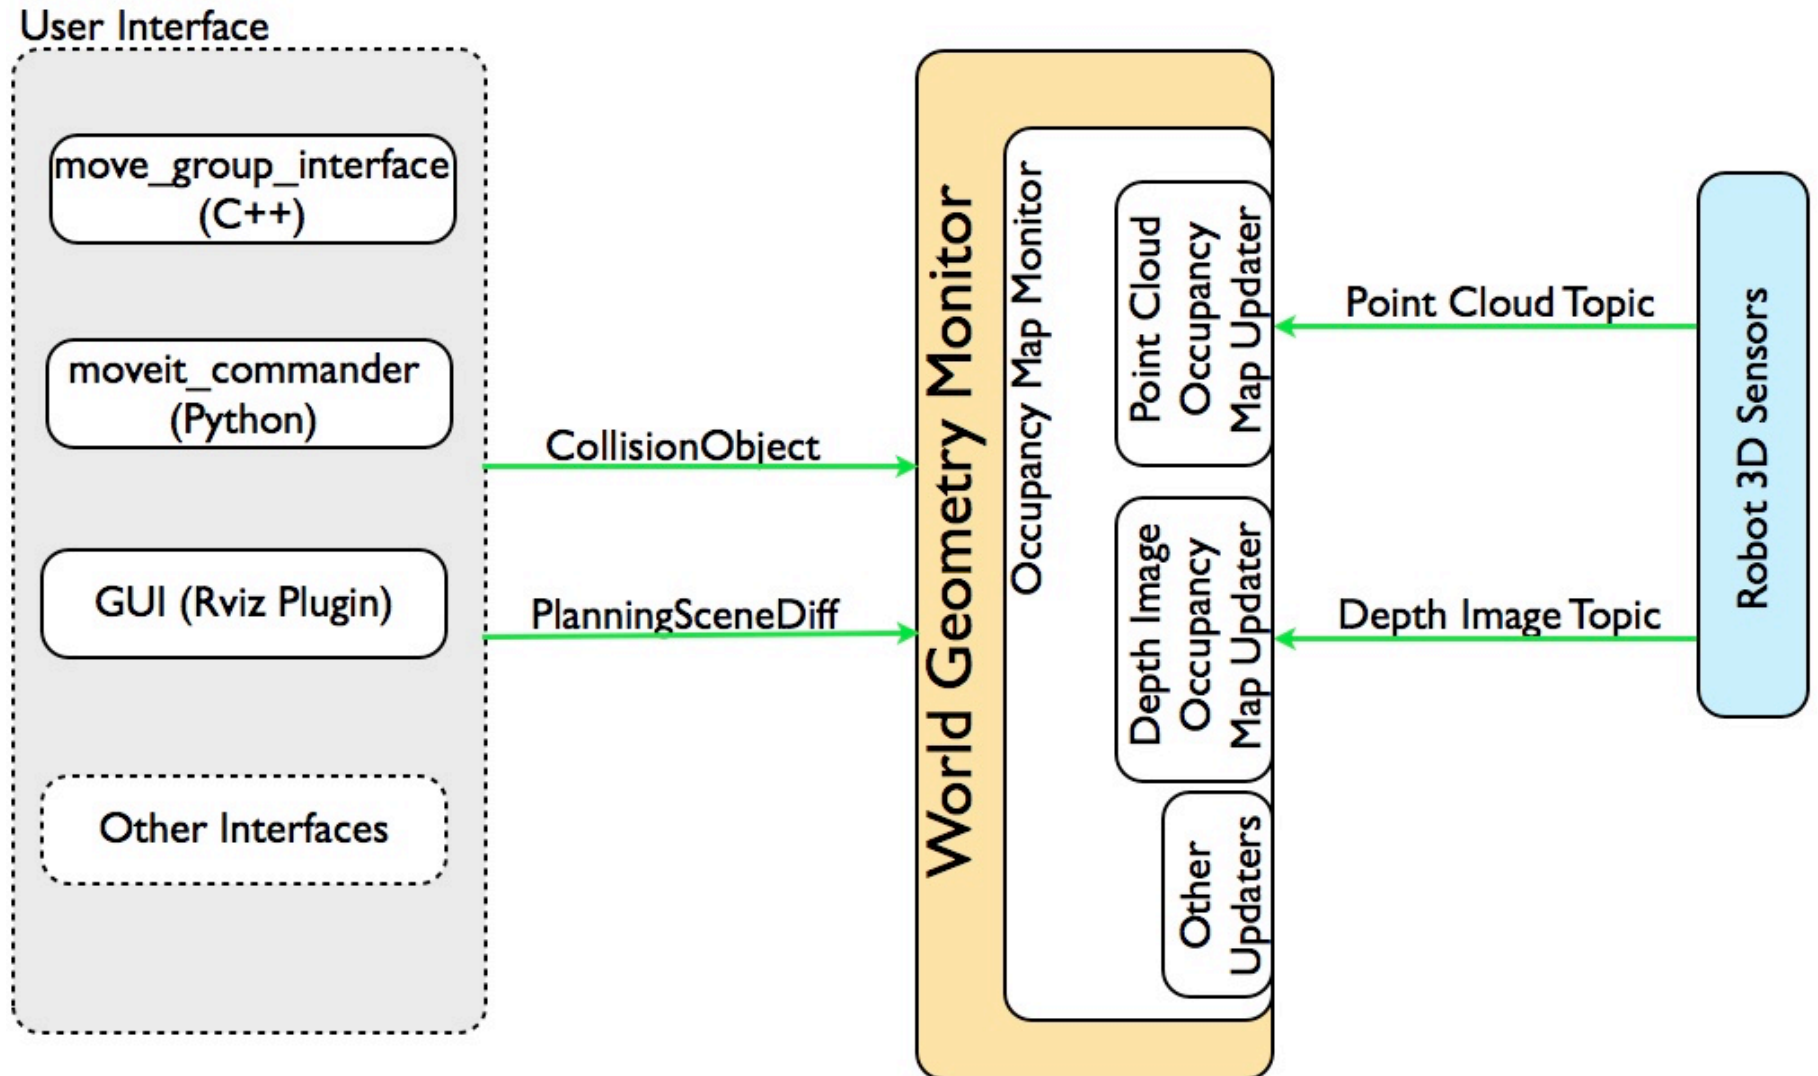 User Interface
move_group_interface
(C++)
moveit_commander
(Python)
GUI (Rviz Plugin)
Other Interfaces
CollisionObject
PlanningSceneDiff
World Geometry Monitor
Occupancy Map Monitor
Point Cloud
Occupancy
Map Updater
Depth Image
Occupancy
Map Updater
Other
Updaters
Point Cloud Topic
Depth Image Topic
Robot 3D Sensors